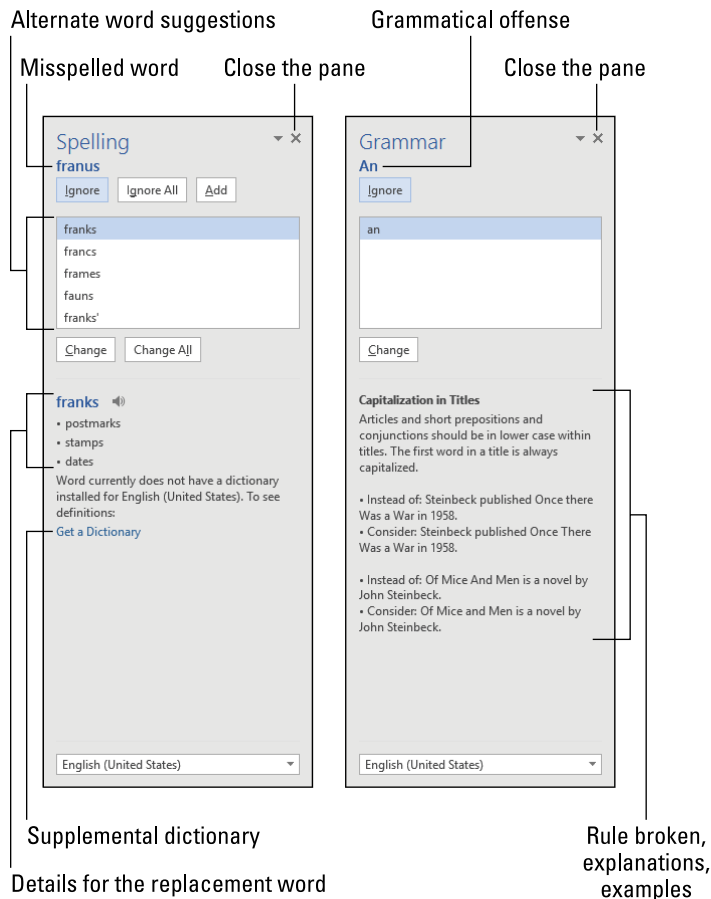 Alternate word suggestions
Grammatical offense
Misspelled word
Close the pane
Close the pane
Spelling
franus
Ignore
Ignore All
Add
franks
francs
frames
fauns
franks'
Change
Change All
franks
• postmarks
• stamps
• dates
Word currently does not have a dictionary
installed for English (United States). To see
definitions:
Get a Dictionary
English (United States)
Grammar
An
Ignore
an
Change
Capitalization in Titles
Articles and short prepositions and
conjunctions should be in lower case within
titles. The first word in a title is always
capitalized.
• Instead of: Steinbeck published Once there
Was a War in 1958.
• Consider: Steinbeck published Once There
Was a War in 1958.
• Instead of: Of Mice And Men is a novel by
John Steinbeck.
• Consider: Of Mice and Men is a novel by
John Steinbeck.
English (United States)
Supplemental dictionary
Details for the replacement word
Rule broken,
explanations,
examples